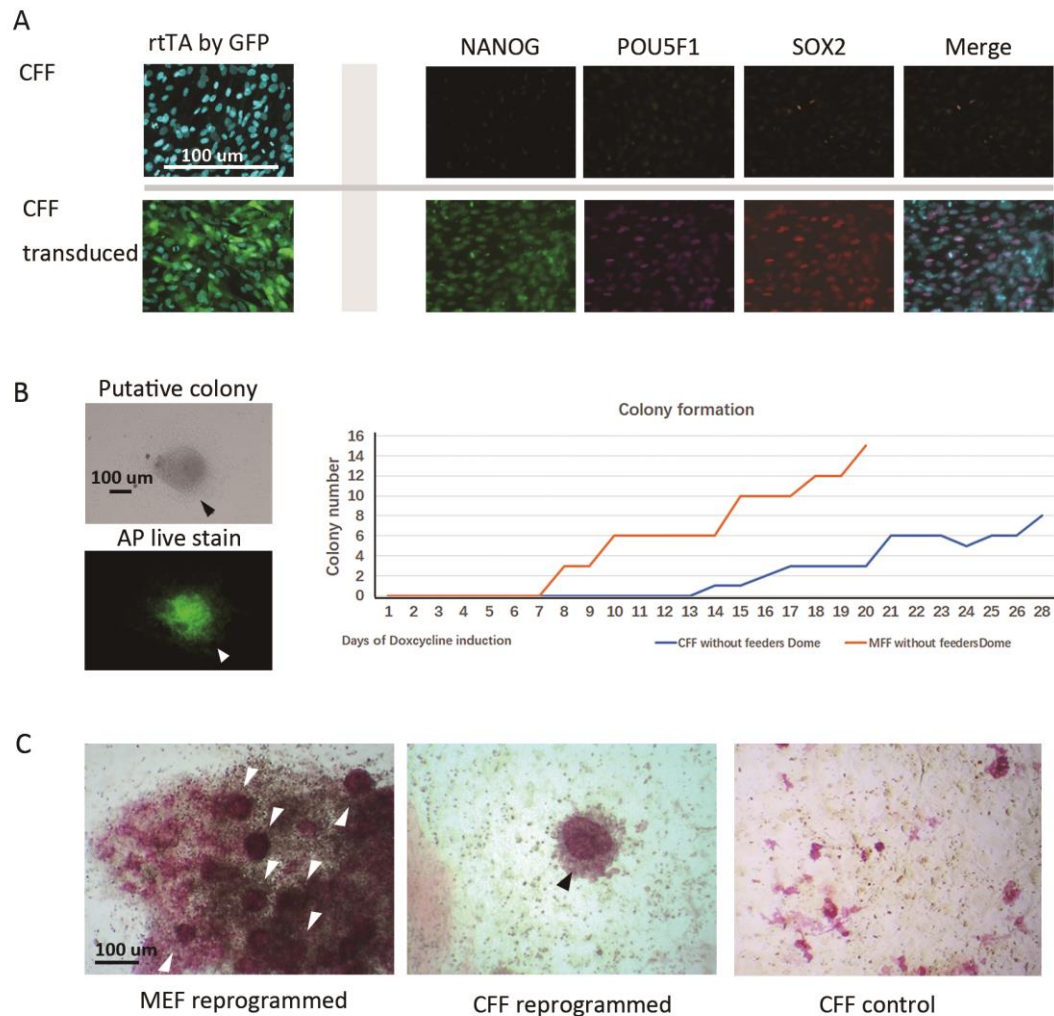 A
rtTA by GFP
NANOG
POU5F1
SOX2
Merge
CFF
100 um
CFF
transduced
B
Putative colony
100 um
AP live stain
Colony formation
Colony number
16
14
12
10
8
6
4
2
0
1 2 3 4 5 6 7 8 9 10 11 12 13 14 15 16 17 18 19 20 21 22 23 24 25 26 28
Days of Doxcycline induction
CFF without feeders Dome
MFF without feedersDome
C
100 um
MEF reprogrammed
CFF reprogrammed
CFF control